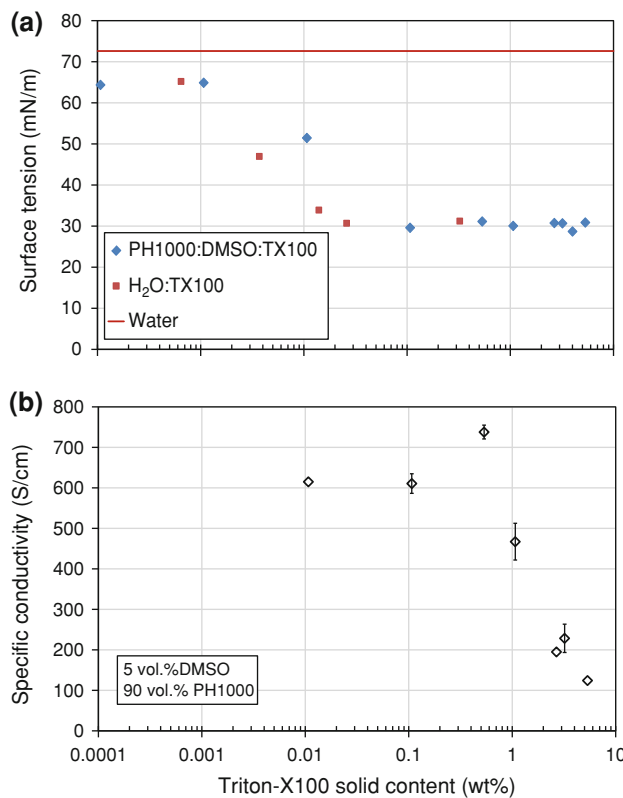 (a)
80
70
60
50
40
30
20
10
0
Surface tension (mN/m)
PH1000:DMSO:TX100
H₂O:TX100
Water
(b)
800
700
600
500
400
300
200
100
0
Specific conductivity (S/cm)
5 vol.%DMSO
90 vol.% PH1000
0.0001 0.001 0.01 0.1 1 10
Triton-X100 solid content (wt%)